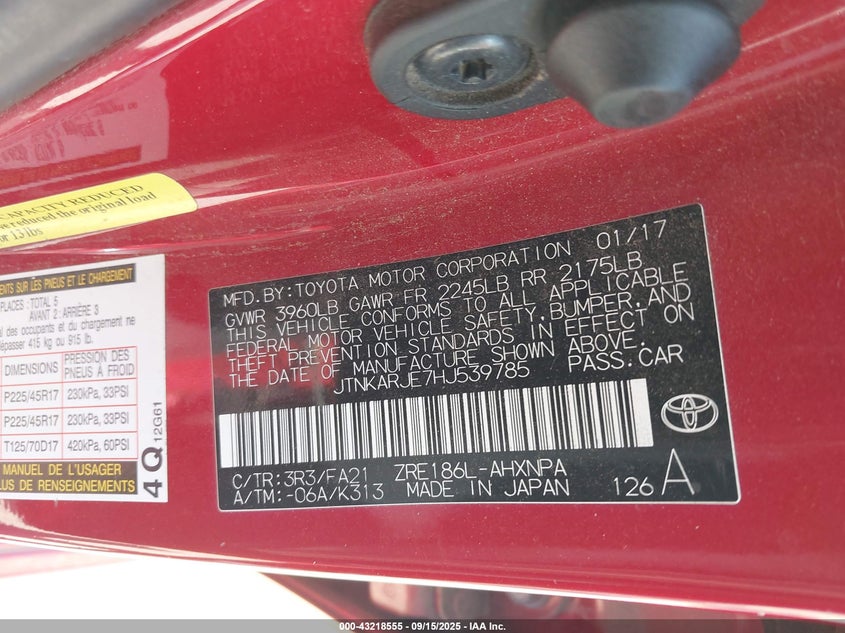 CAPACITY REDUCED
reduced the original load
or 13 lbs
SUR LES PNEUS ET LE CHARGEMENT
PLACES: TOTAL 5
AVANT 2: ARRIÈRE 3
al des occupants et du chargement ne
dépasser 415 kg ou 915 lb.
DIMENSIONS PRESSION DES PNEUS À FROID
P225/45R17 230kPa, 33PSI
P225/45R17 230kPa, 33PSI
T125/70D17 420kPa, 60PSI
MANUEL DE L'USAGER
PLUS DE RENSEIGNEMENTS
4Q 12G61
MFD.BY:TOYOTA MOTOR CORPORATION 01/17
GVWR 3960LB GAWR FR 2245LB RR 2175LB
THIS VEHICLE CONFORMS TO ALL APPLICABLE
FEDERAL MOTOR VEHICLE SAFETY,BUMPER,AND
THEFT PREVENTION STANDARDS IN EFFECT ON
THE DATE OF MANUFACTURE SHOWN ABOVE.
JTNKARJE7HJ539785 PASS.CAR
C/TR:3R3/FA21 ZRE186L-AHXNPA
A/TM:-06A/K313 MADE IN JAPAN 126 A
000-43218555 - 09/15/2025 - IAA Inc.